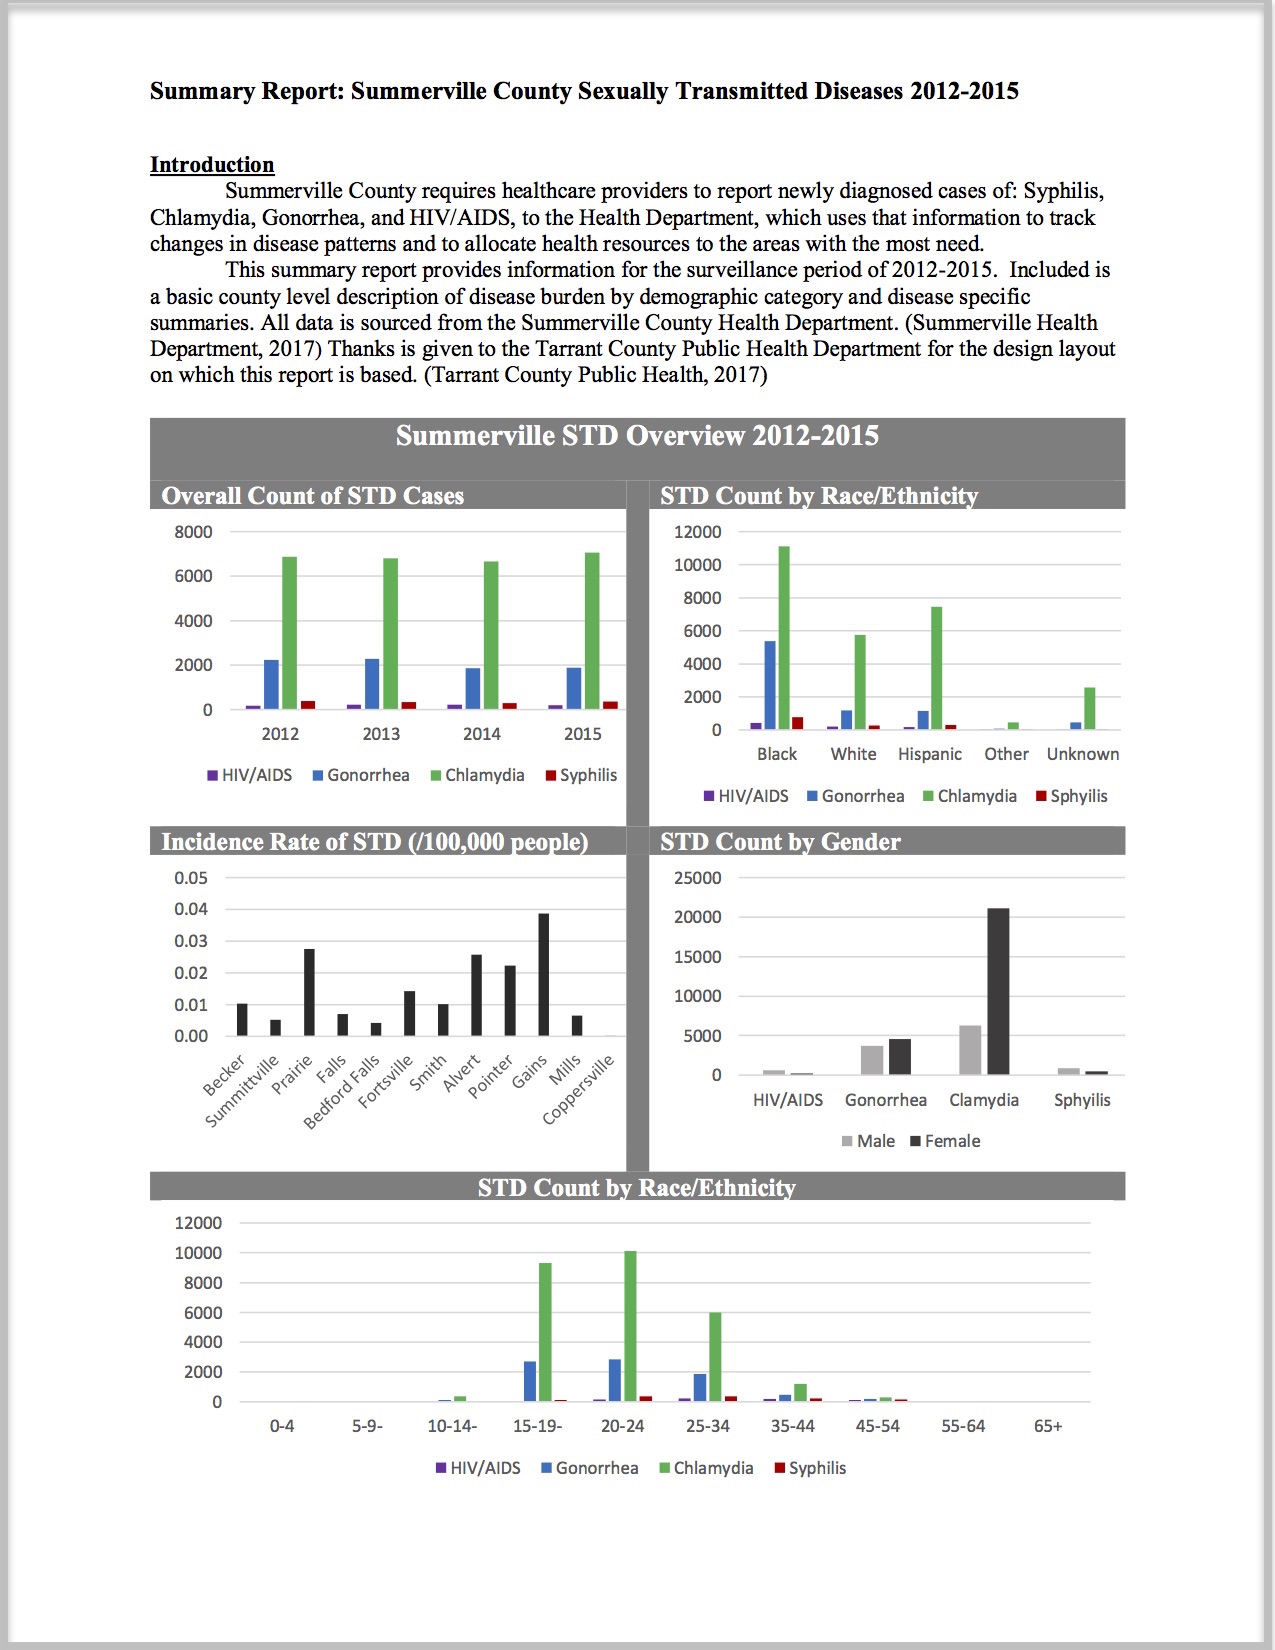 Summary Report: Summerville County Sexually Transmitted Diseases 2012-2015
Introduction
Summerville County requires healthcare providers to report newly diagnosed cases of: Syphilis,
Chlamydia, Gonorrhea, and HIV/AIDS, to the Health Department, which uses that information to track
changes in disease patterns and to allocate health resources to the areas with the most need.
This summary report provides information for the surveillance period of 2012-2015.  Included is
a basic county level description of disease burden by demographic category and disease specific
summaries. All data is sourced from the Summerville County Health Department. (Summerville Health
Department, 2017) Thanks is given to the Tarrant County Public Health Department for the design layout
on which this report is based. (Tarrant County Public Health, 2017)
Summerville STD Overview 2012-2015
Overall Count of STD Cases
8000
6000
4000
2000
0
2012 2013 2014 2015
HIV/AIDS Gonorrhea Chlamydia Syphilis
STD Count by Race/Ethnicity
12000
10000
8000
6000
4000
2000
0
Black White Hispanic Other Unknown
HIV/AIDS Gonorrhea Chlamydia Sphyilis
Incidence Rate of STD (/100,000 people)
0.05
0.04
0.03
0.02
0.01
0.00
Becker
Summittville
Prairie
Falls
Bedford Falls
Fortsville
Smith
Alvert
Pointer
Gains
Mills
Coppersville
STD Count by Gender
25000
20000
15000
10000
5000
0
HIV/AIDS Gonorrhea Clamydia Sphyilis
Male Female
STD Count by Race/Ethnicity
12000
10000
8000
6000
4000
2000
0
0-4 5-9- 10-14- 15-19- 20-24 25-34 35-44 45-54 55-64 65+
HIV/AIDS Gonorrhea Chlamydia Syphilis